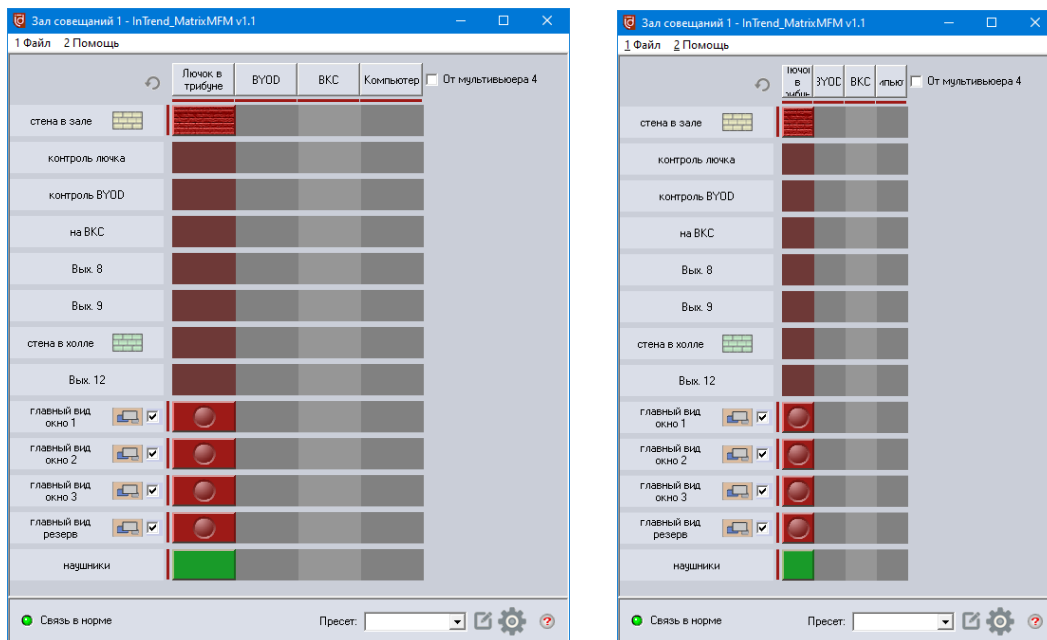 Зал совещаний 1 - InTrend_MatrixMFM v1.1
1 Файл 2 Помощь
Лючок в трибуне
BYOD
ВКС
Компьютер
От мультивьюера 4
стена в зале
контроль лючка
контроль BYOD
на ВКС
Вых. 8
Вых. 9
стена в холле
Вых. 12
главный вид
окно 1
главный вид
окно 2
главный вид
окно 3
главный вид
резерв
наушники
Связь в норме
Пресет:
Зал совещаний 1 - InTrend_MatrixMFM v1.1
1 Файл 2 Помощь
в
ВКС
От мультивьюера 4
стена в зале
контроль лючка
контроль BYOD
на ВКС
Вых. 8
Вых. 9
стена в холле
Вых. 12
главный вид
окно 1
главный вид
окно 2
главный вид
окно 3
главный вид
резерв
наушники
Связь в норме
Пресет: